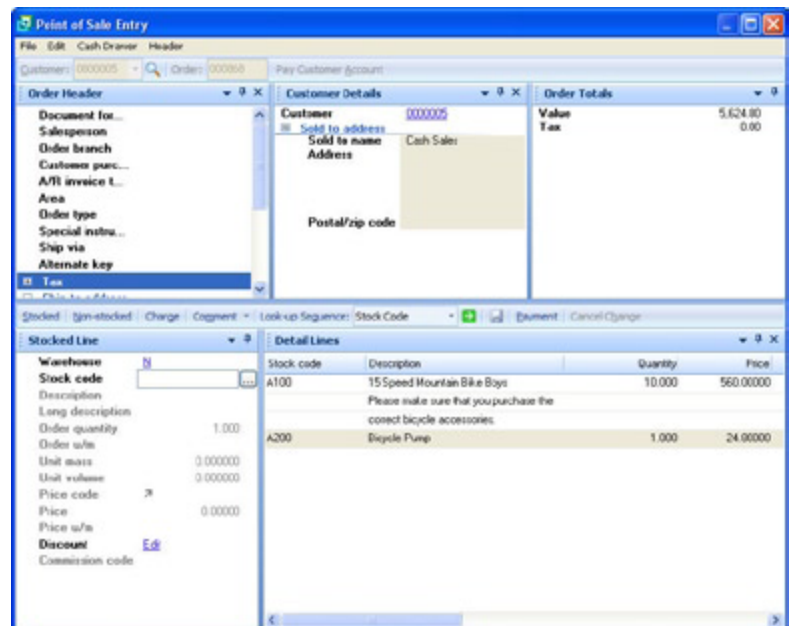 Point of Sale Entry
File Edit Cash Drawer Header
Customer: 0000005 Order: 000868 Pay Customer Account
Order Header
Document for...
Salesperson
Order branch
Customer purc...
A/R invoice t...
Area
Order type
Special instru...
Ship via
Alternate key
Tax
Ship to address
Customer Details
Customer 0000005
Sold to address
Sold to name Cash Sales
Address
Postal/zip code
Order Totals
Value 5,624.00
Tax 0.00
Stocked Non-stocked Charge Comment Look-up Sequence: Stock Code Payment Cancel Change
Stocked Line
Warehouse N
Stock code
Description
Long description
Order quantity 1.000
Order u/m
Unit mass 0.000000
Unit volume 0.000000
Price code
Price 0.00000
Price u/m
Discount Edit
Commission code
Detail Lines
Stock code Description Quantity Price
A100 15 Speed Mountain Bike Boys 10.000 560.00000
Please make sure that you purchase the
correct bicycle accessories.
A200 Bicycle Pump 1.000 24.00000